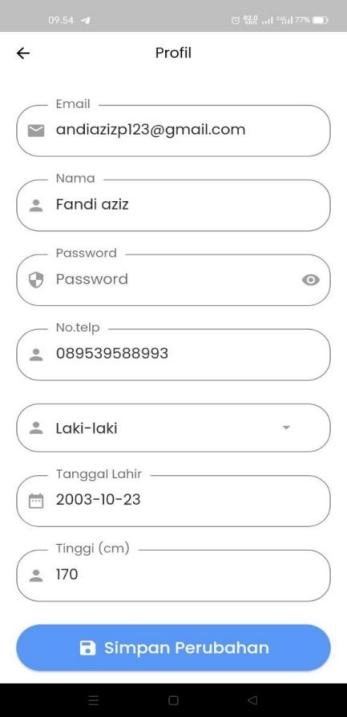 09.54
77%
Profil
Email
andiazizp123@gmail.com
Nama
Fandi aziz
Password
Password
No.telp
089539588993
Laki-laki
Tanggal Lahir
2003-10-23
Tinggi (cm)
170
Simpan Perubahan